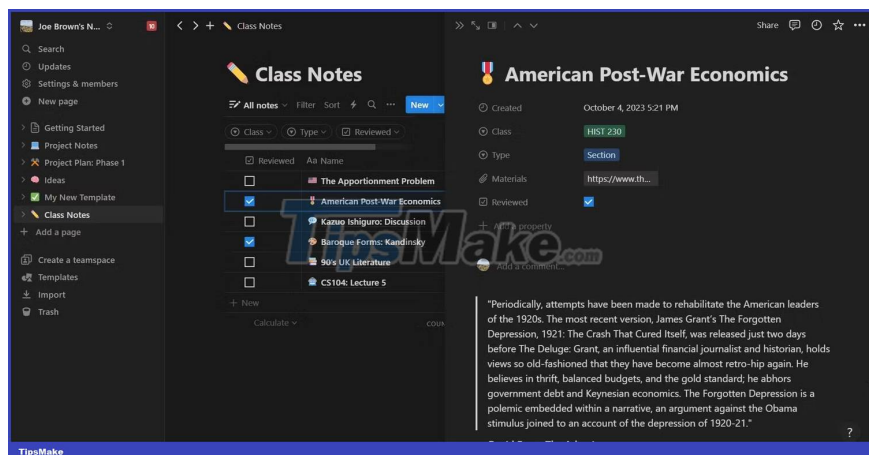 Joe Brown's N...
10
Search
Updates
Settings & members
New page
Getting Started
Project Notes
Project Plan: Phase 1
Ideas
My New Template
Class Notes
Add a page
Create a teamspace
Templates
Import
Trash
Class Notes
Class Notes
All notes Filter Sort New
Class Type Reviewed
Reviewed Aa Name
The Apportionment Problem
American Post-War Economics
Kazuo Ishiguro: Discussion
Baroque Forms: Kandinsky
90's UK Literature
CS104: Lecture 5
+ New
Calculate COUN
Share
American Post-War Economics
Created October 4, 2023 5:21 PM
Class HIST 230
Type Section
Materials https://www.th...
Reviewed
+ Add a property
Add a comment...
"Periodically, attempts have been made to rehabilitate the American leaders
of the 1920s. The most recent version, James Grant's The Forgotten
Depression, 1921: The Crash That Cured Itself, was released just two days
before The Deluge: Grant, an influential financial journalist and historian, holds
views so old-fashioned that they have become almost retro-hip again. He
believes in thrift, balanced budgets, and the gold standard; he abhors
government debt and Keynesian economics. The Forgotten Depression is a
polemic embedded within a narrative, an argument against the Obama
stimulus joined to an account of the depression of 1920-21."
?
TipsMake.com
TipsMake